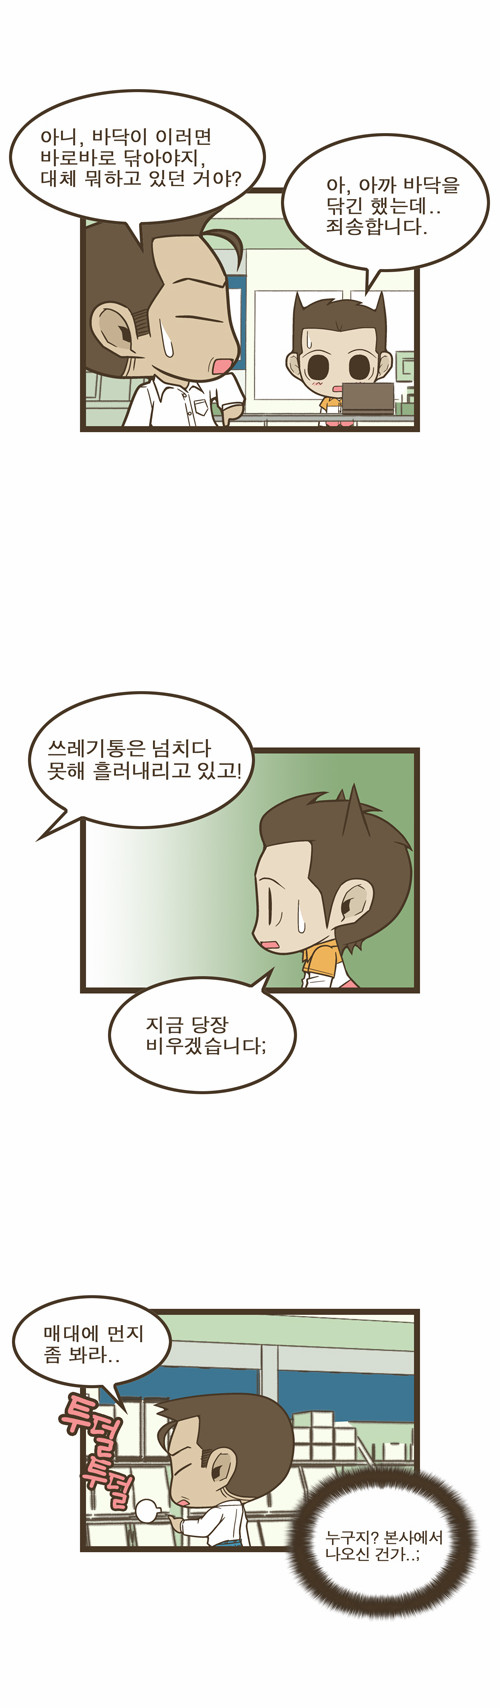 아니, 바닥이 이러면
바로바로 닦아야지,
대체 뭐하고 있던 거야?
아, 아까 바닥을
닦긴 했는데..
죄송합니다.
쓰레기통은 넘치다
못해 흘러내리고 있고!
지금 당장
비우겠습니다;
매대에 먼지
좀 봐라..
투덜
투덜
누구지? 본사에서
나오신 건가..;